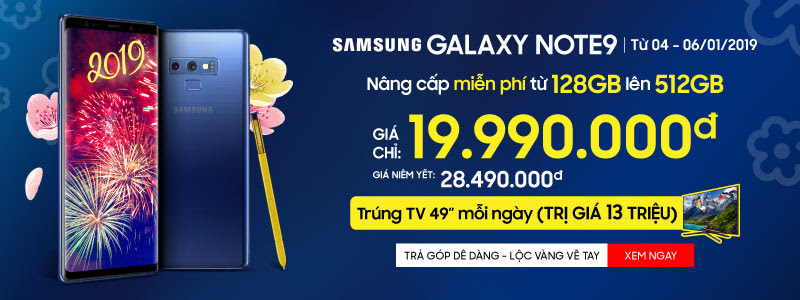 2019
SAMSUNG
SAMSUNG GALAXY NOTE9 | Từ 04 - 06/01/2019
Nâng cấp miễn phí từ 128GB lên 512GB
GIÁ CHỈ: 19.990.000đ
GIÁ NIÊM YẾT: 28.490.000đ
Trúng TV 49" mỗi ngày (TRỊ GIÁ 13 TRIỆU)
TRẢ GÓP DỄ DÀNG - LỘC VÀNG VỀ TAY XEM NGAY